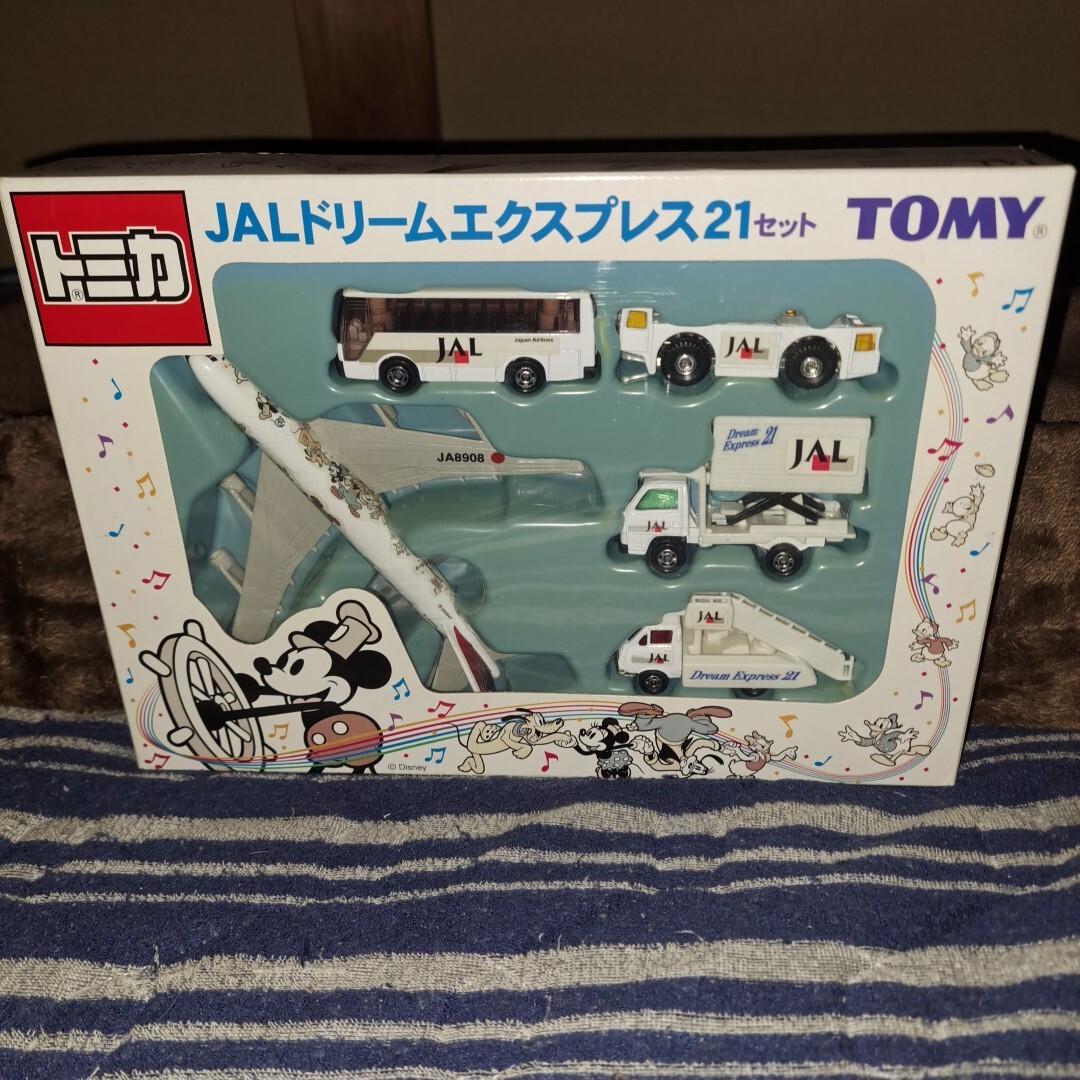 トミカ®
JALドリームエクスプレス21セット
TOMY®
JAL
Japan Airlines
JAL
JA8908
Dream
Express 21
JAL
JAL
JAL
JAL
Dream Express 21
© Disney